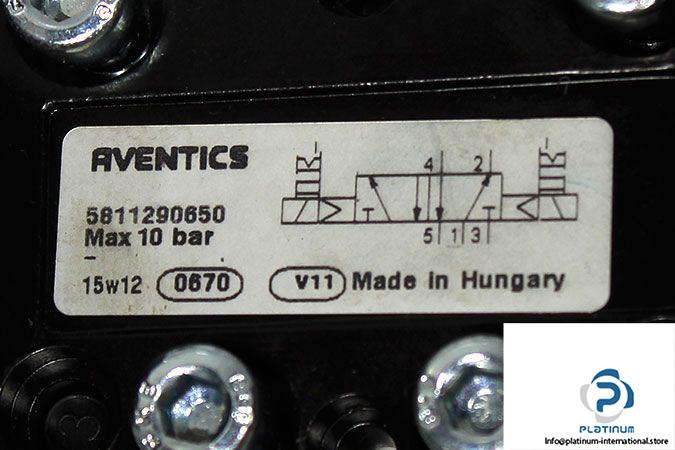 AVENTICS
5811290650
Max 10 bar
-
15w12 0670 V11 Made in Hungary
4 2
5 1 3
3
PLATINUM
info@platinum-international.store